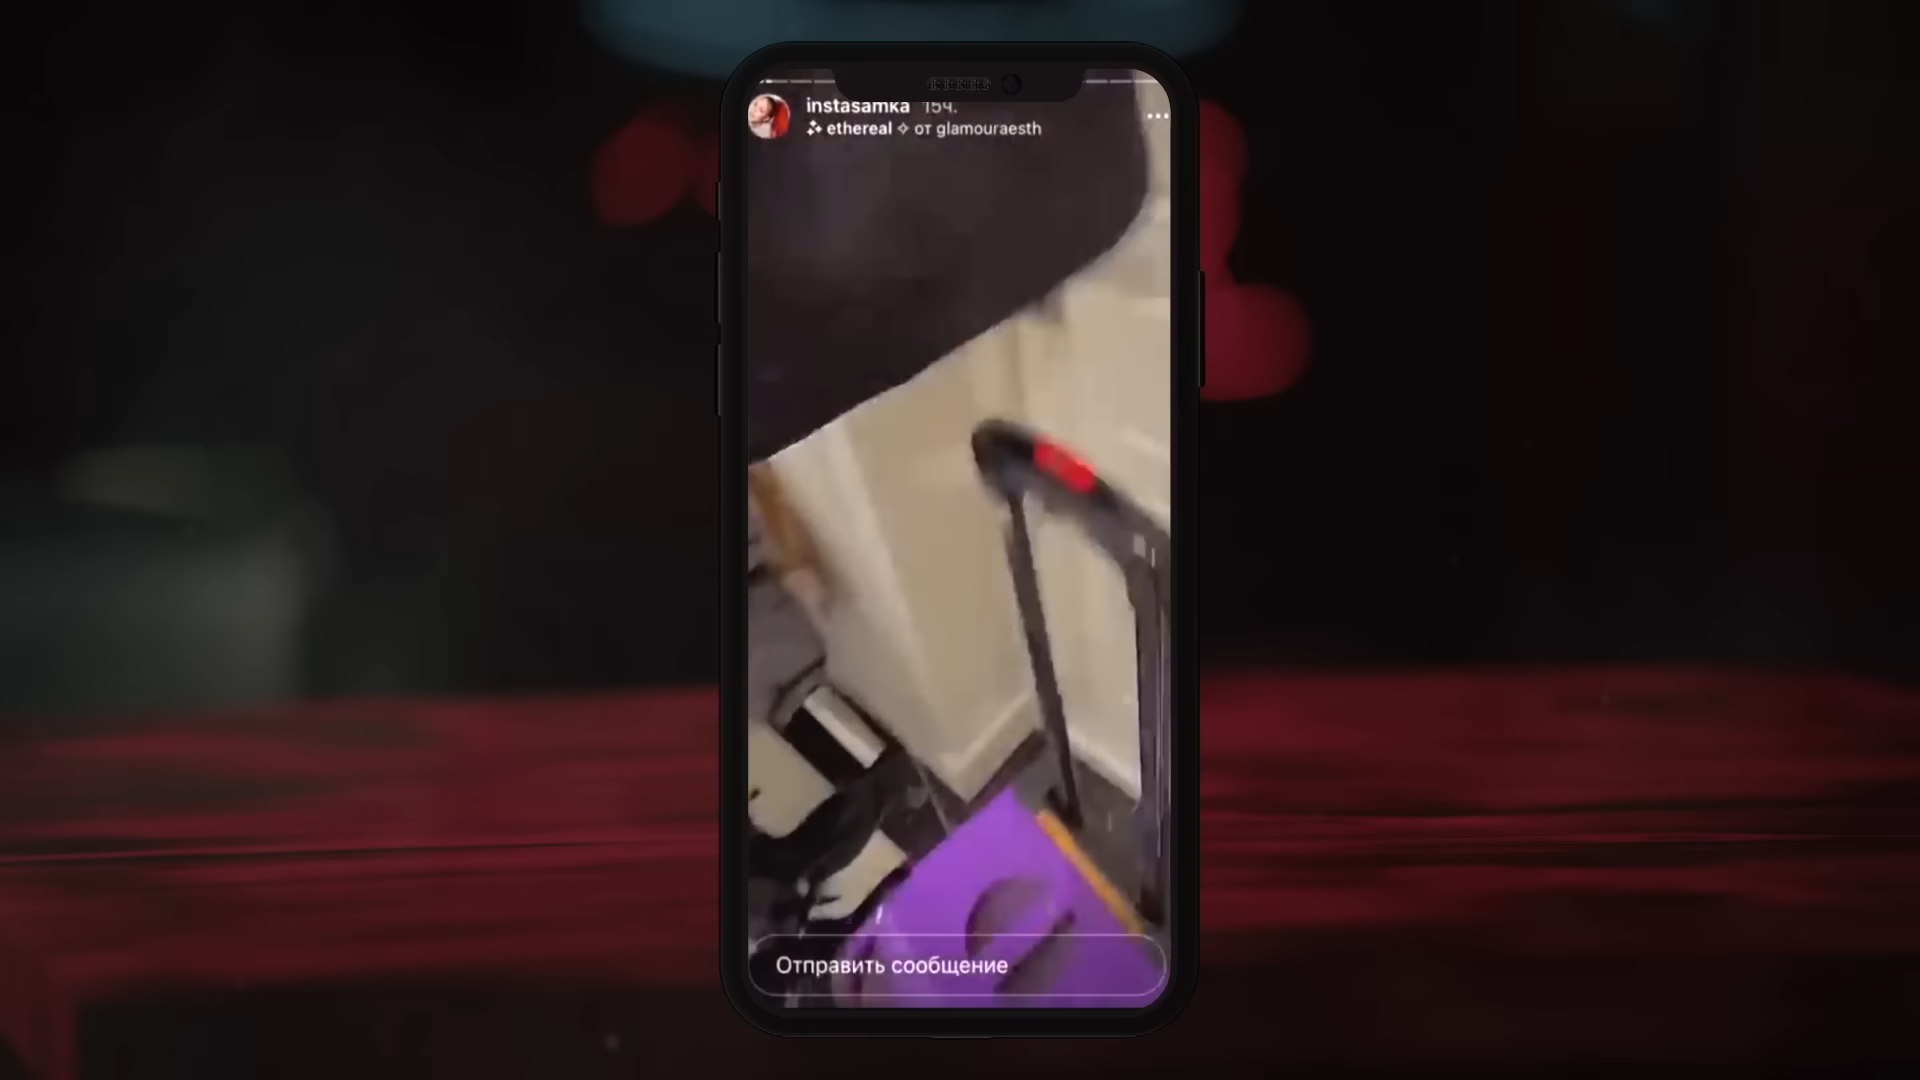 instasamka 15ч.
ethereal ✧ от glamouraesth
Отправить сообщение